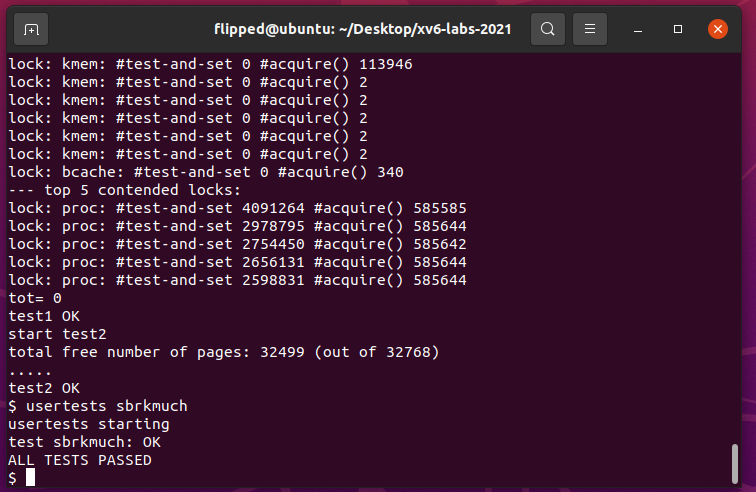 flipped@ubuntu: ~/Desktop/xv6-labs-2021
lock: kmem: #test-and-set 0 #acquire() 113946
lock: kmem: #test-and-set 0 #acquire() 2
lock: kmem: #test-and-set 0 #acquire() 2
lock: kmem: #test-and-set 0 #acquire() 2
lock: kmem: #test-and-set 0 #acquire() 2
lock: kmem: #test-and-set 0 #acquire() 2
lock: bcache: #test-and-set 0 #acquire() 340
--- top 5 contended locks:
lock: proc: #test-and-set 4091264 #acquire() 585585
lock: proc: #test-and-set 2978795 #acquire() 585644
lock: proc: #test-and-set 2754450 #acquire() 585642
lock: proc: #test-and-set 2656131 #acquire() 585644
lock: proc: #test-and-set 2598831 #acquire() 585644
tot= 0
test1 OK
start test2
total free number of pages: 32499 (out of 32768)
.....
test2 OK
$ usertests sbrkmuch
usertests starting
test sbrkmuch: OK
ALL TESTS PASSED
$